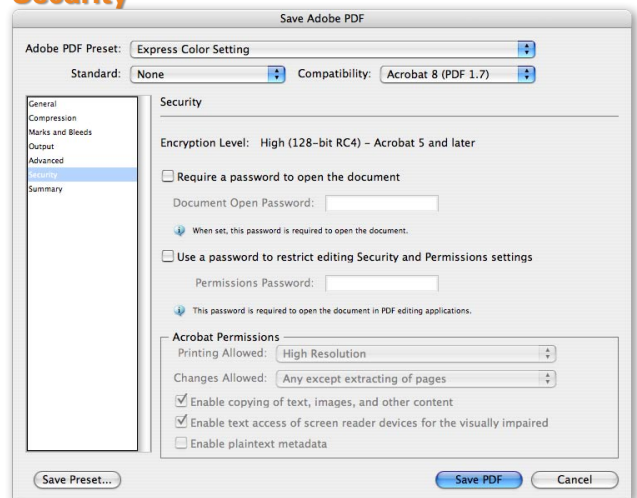 Security
Save Adobe PDF
Adobe PDF Preset: Express Color Setting
Standard: None Compatibility: Acrobat 8 (PDF 1.7)
General
Compression
Marks and Bleeds
Output
Advanced
Security
Summary
Security
Encryption Level: High (128-bit RC4) – Acrobat 5 and later
Require a password to open the document
Document Open Password:
When set, this password is required to open the document.
Use a password to restrict editing Security and Permissions settings
Permissions Password:
This password is required to open the document in PDF editing applications.
Acrobat Permissions
Printing Allowed: High Resolution
Changes Allowed: Any except extracting of pages
Enable copying of text, images, and other content
Enable text access of screen reader devices for the visually impaired
Enable plaintext metadata
Save Preset... Save PDF Cancel